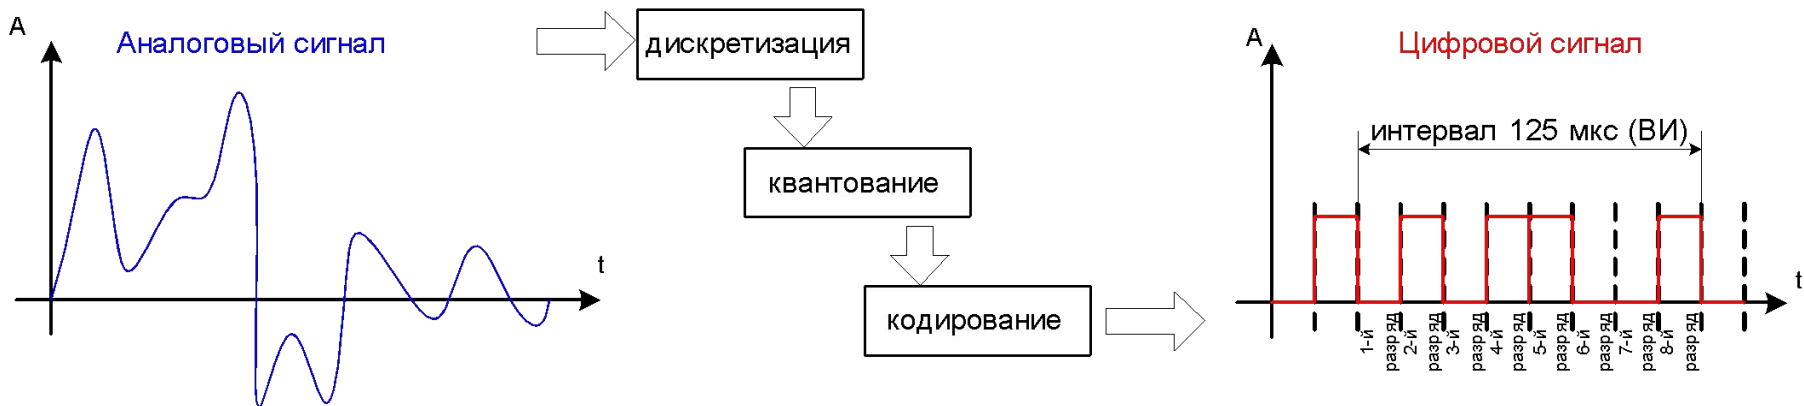 A
Аналоговый сигнал
t
дискретизация
квантование
кодирование
A
Цифровой сигнал
интервал 125 мкс (ВИ)
t
1-й
разряд
2-й
разряд
3-й
разряд
4-й
разряд
5-й
разряд
6-й
разряд
7-й
разряд
8-й
разряд